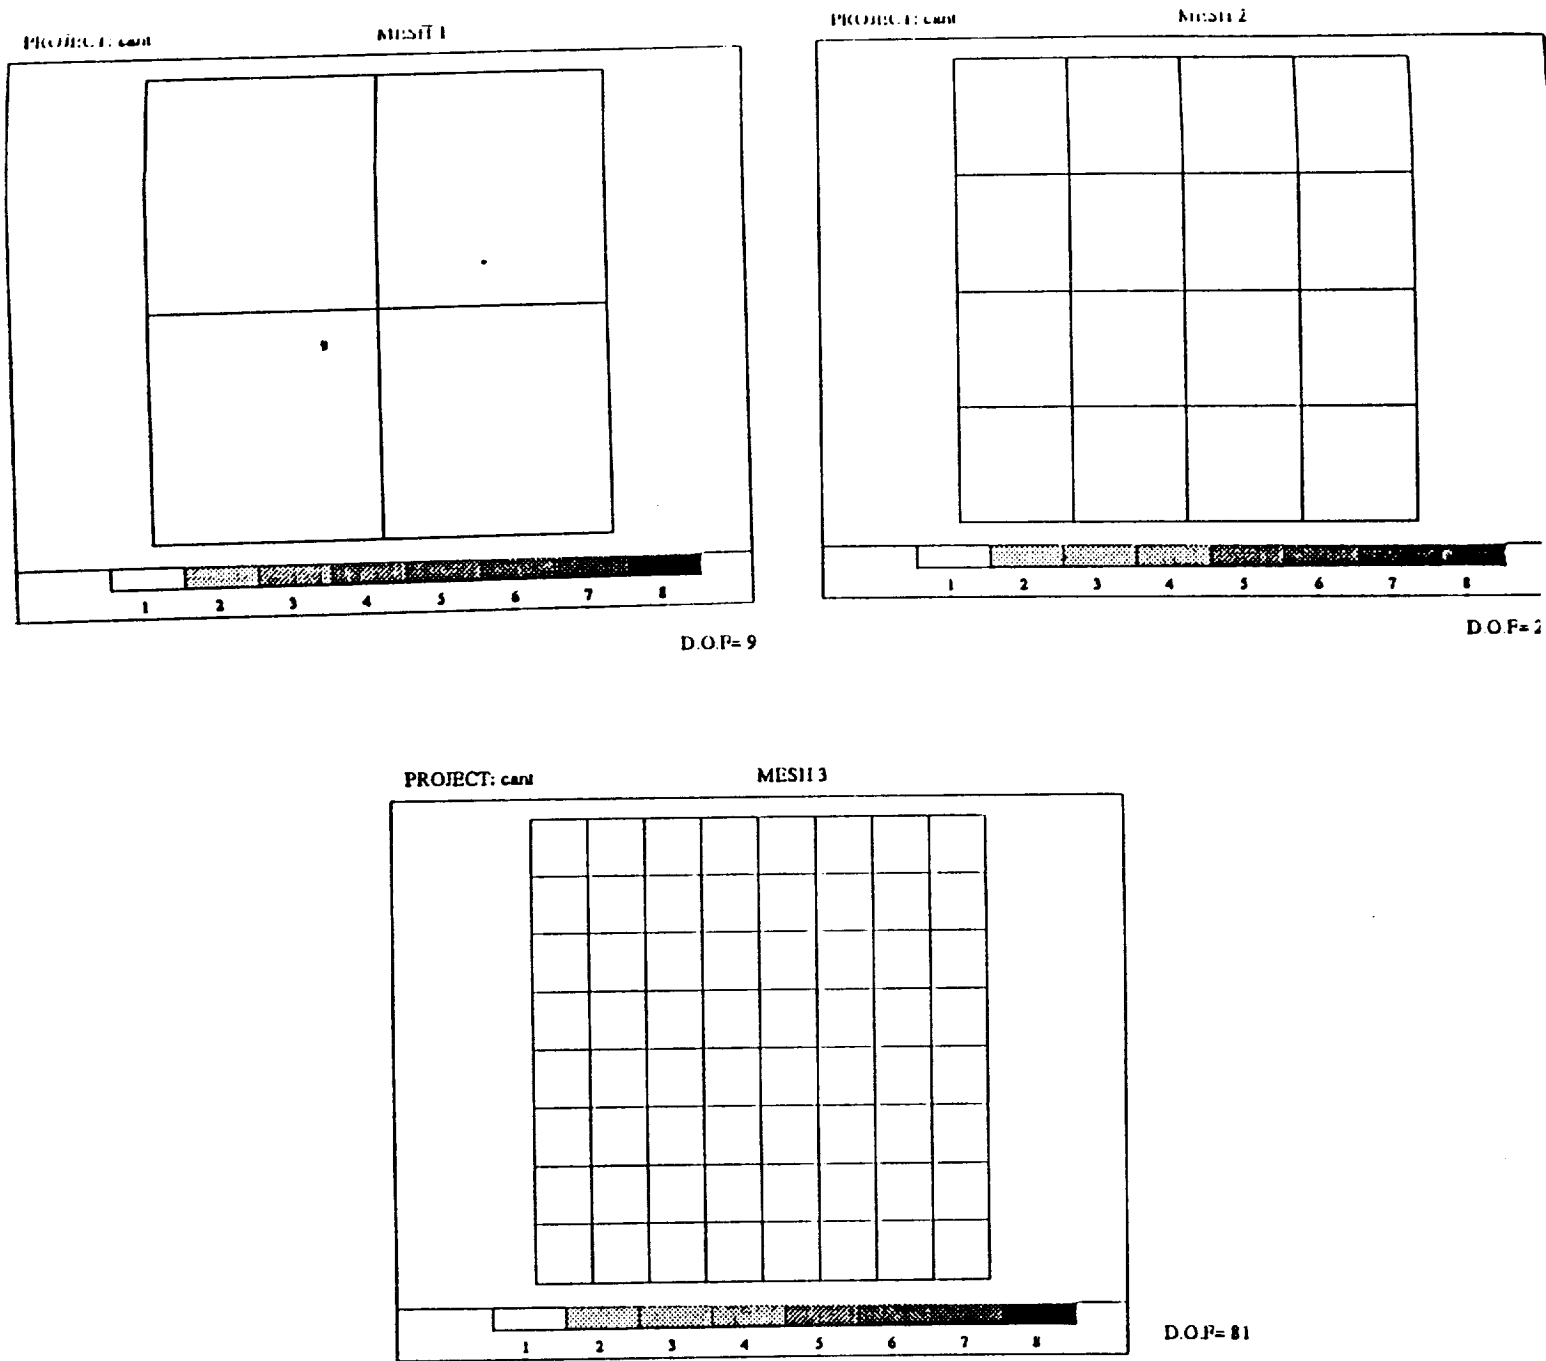 PROJECT: cant
MESH 1
1 2 3 4 5 6 7 8
D.O.F= 9
PROJECT: cant
MESH 2
1 2 3 4 5 6 7 8
D.O.F= 2
PROJECT: cant
MESH 3
1 2 3 4 5 6 7 8
D.O.F= 81